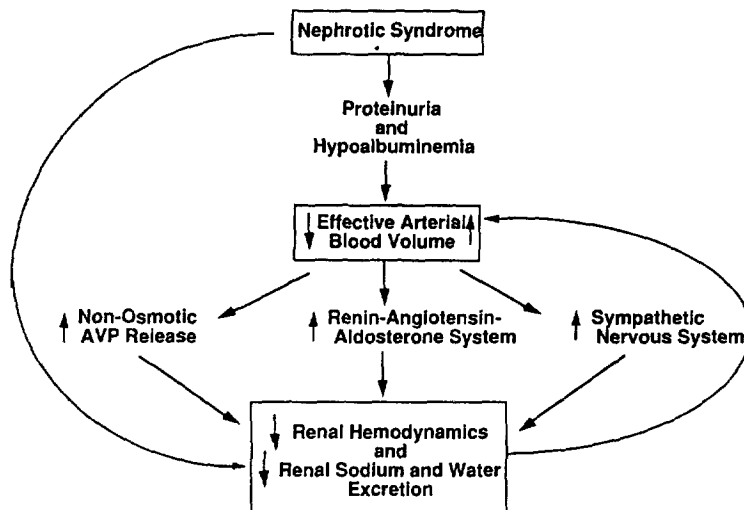 Nephrotic Syndrome
Proteinuria
and
Hypoalbuminemia
↓ Effective Arterial ↑
Blood Volume
↑ Non-Osmotic
AVP Release
↑ Renin-Angiotensin-
Aldosterone System
↑ Sympathetic
Nervous System
↓ Renal Hemodynamics
and
↓ Renal Sodium and Water
Excretion